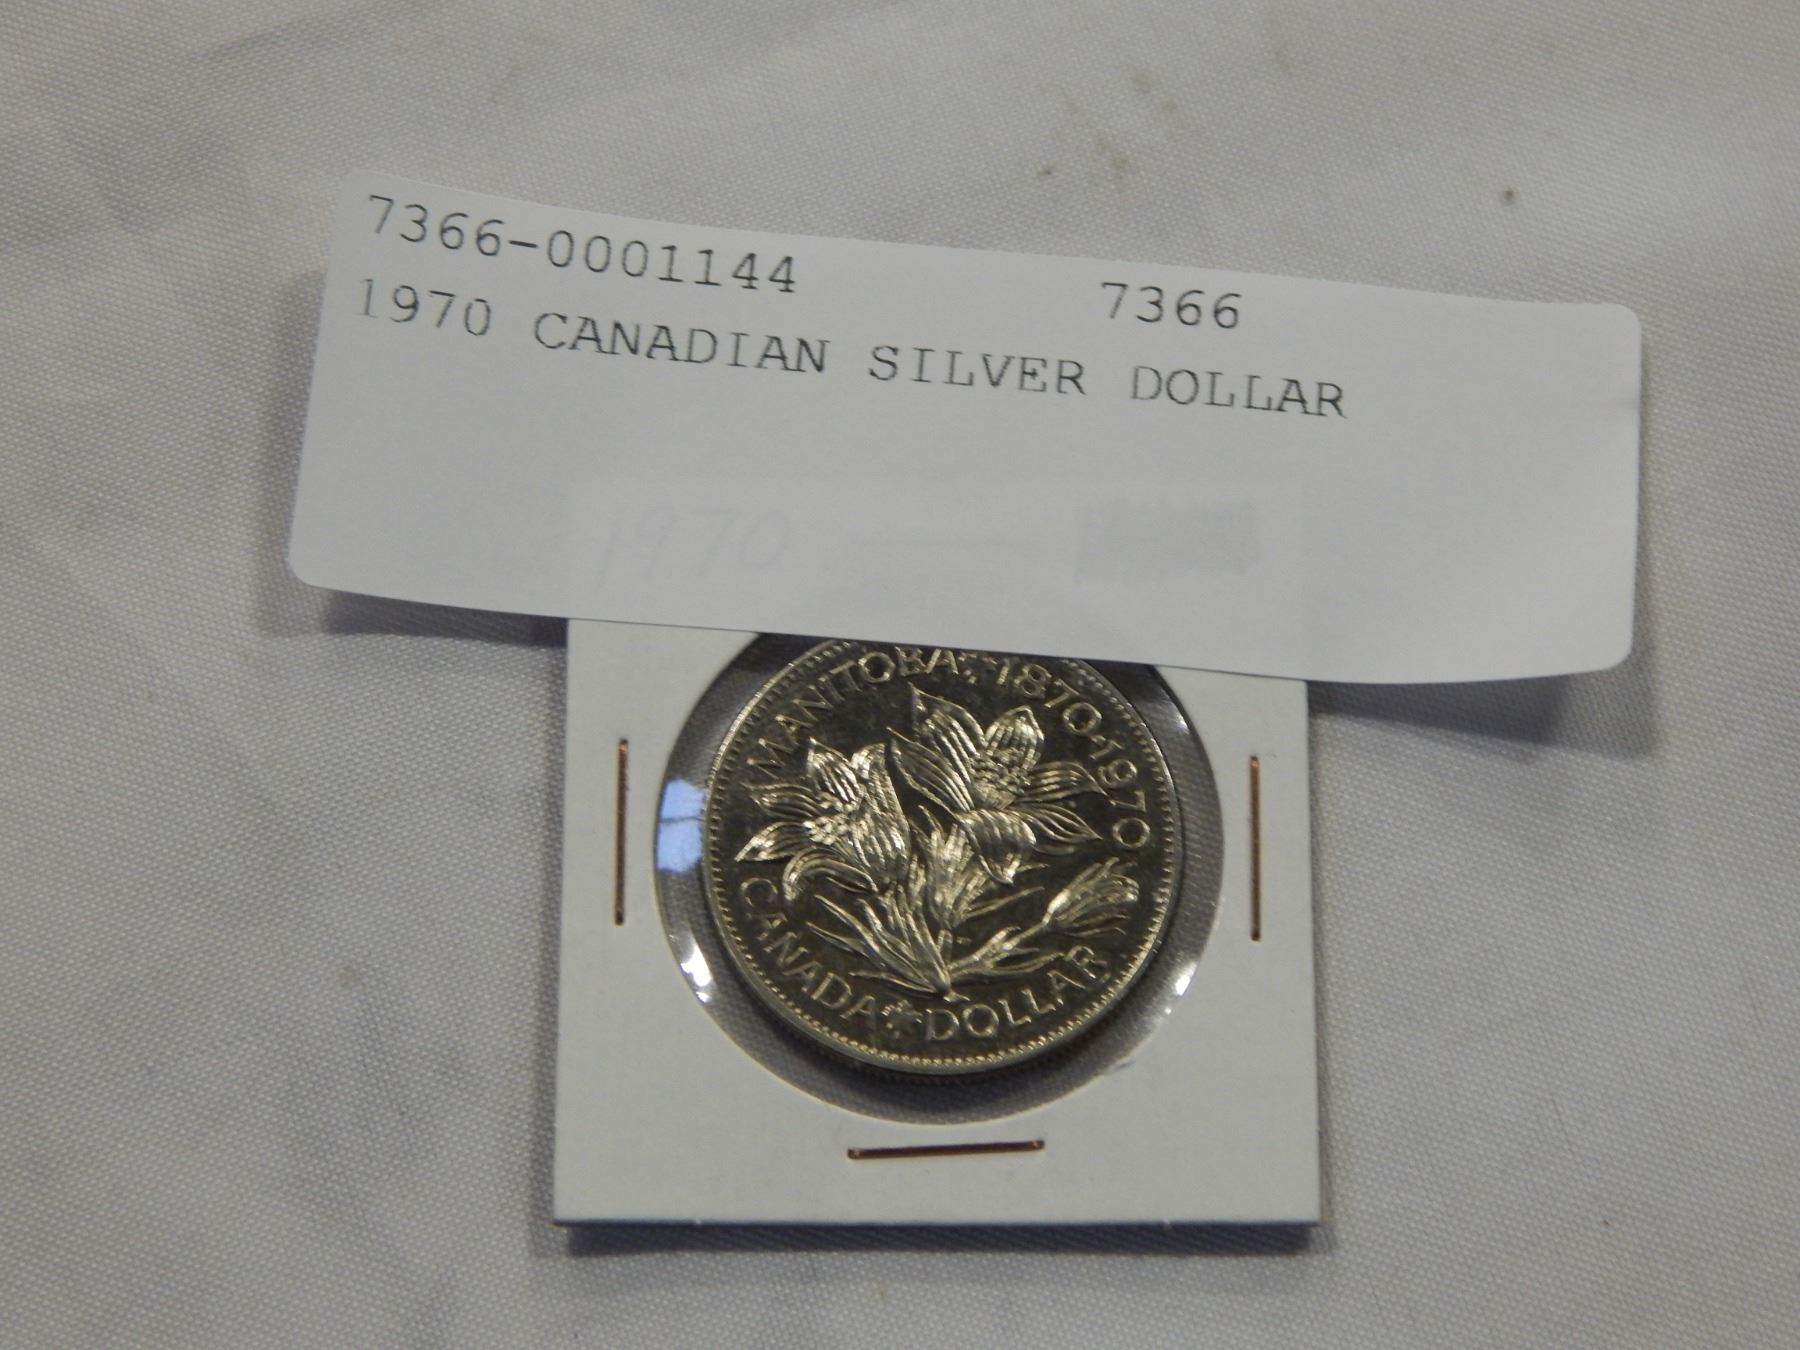 7366-0001144 7366
1970 CANADIAN SILVER DOLLAR
1970
MANITOBA 1870-1970
CANADA DOLLAR